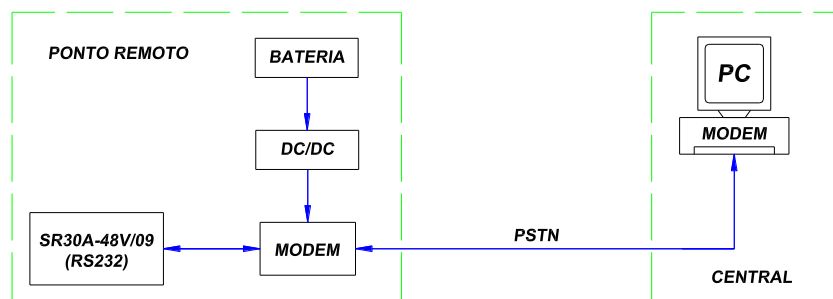 PONTO REMOTO
BATERIA
DC/DC
SR30A-48V/09
(RS232)
MODEM
PSTN
PC
MODEM
CENTRAL